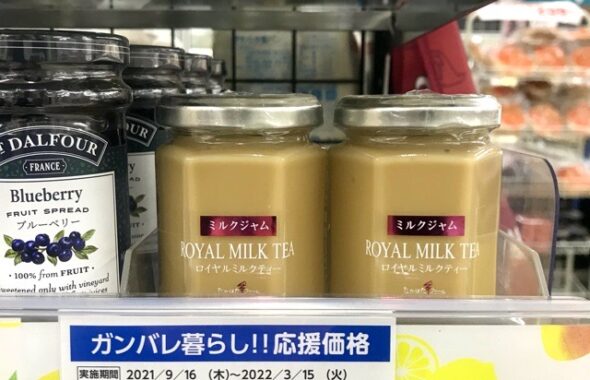 T DALFOUR
FRANCE
Blueberry
FRUIT SPREAD
ブルーベリー
100% from FRUIT
sweetened only with vineyard
ミルクジャム
ROYAL MILK TEA
ロイヤルミルクティー
ミルクジャム
ROYAL MILK TEA
ロイヤルミルクティー
ガンバレ暮らし!!応援価格
実施期間 2021/9/16 (木)~2022/3/15 (火)